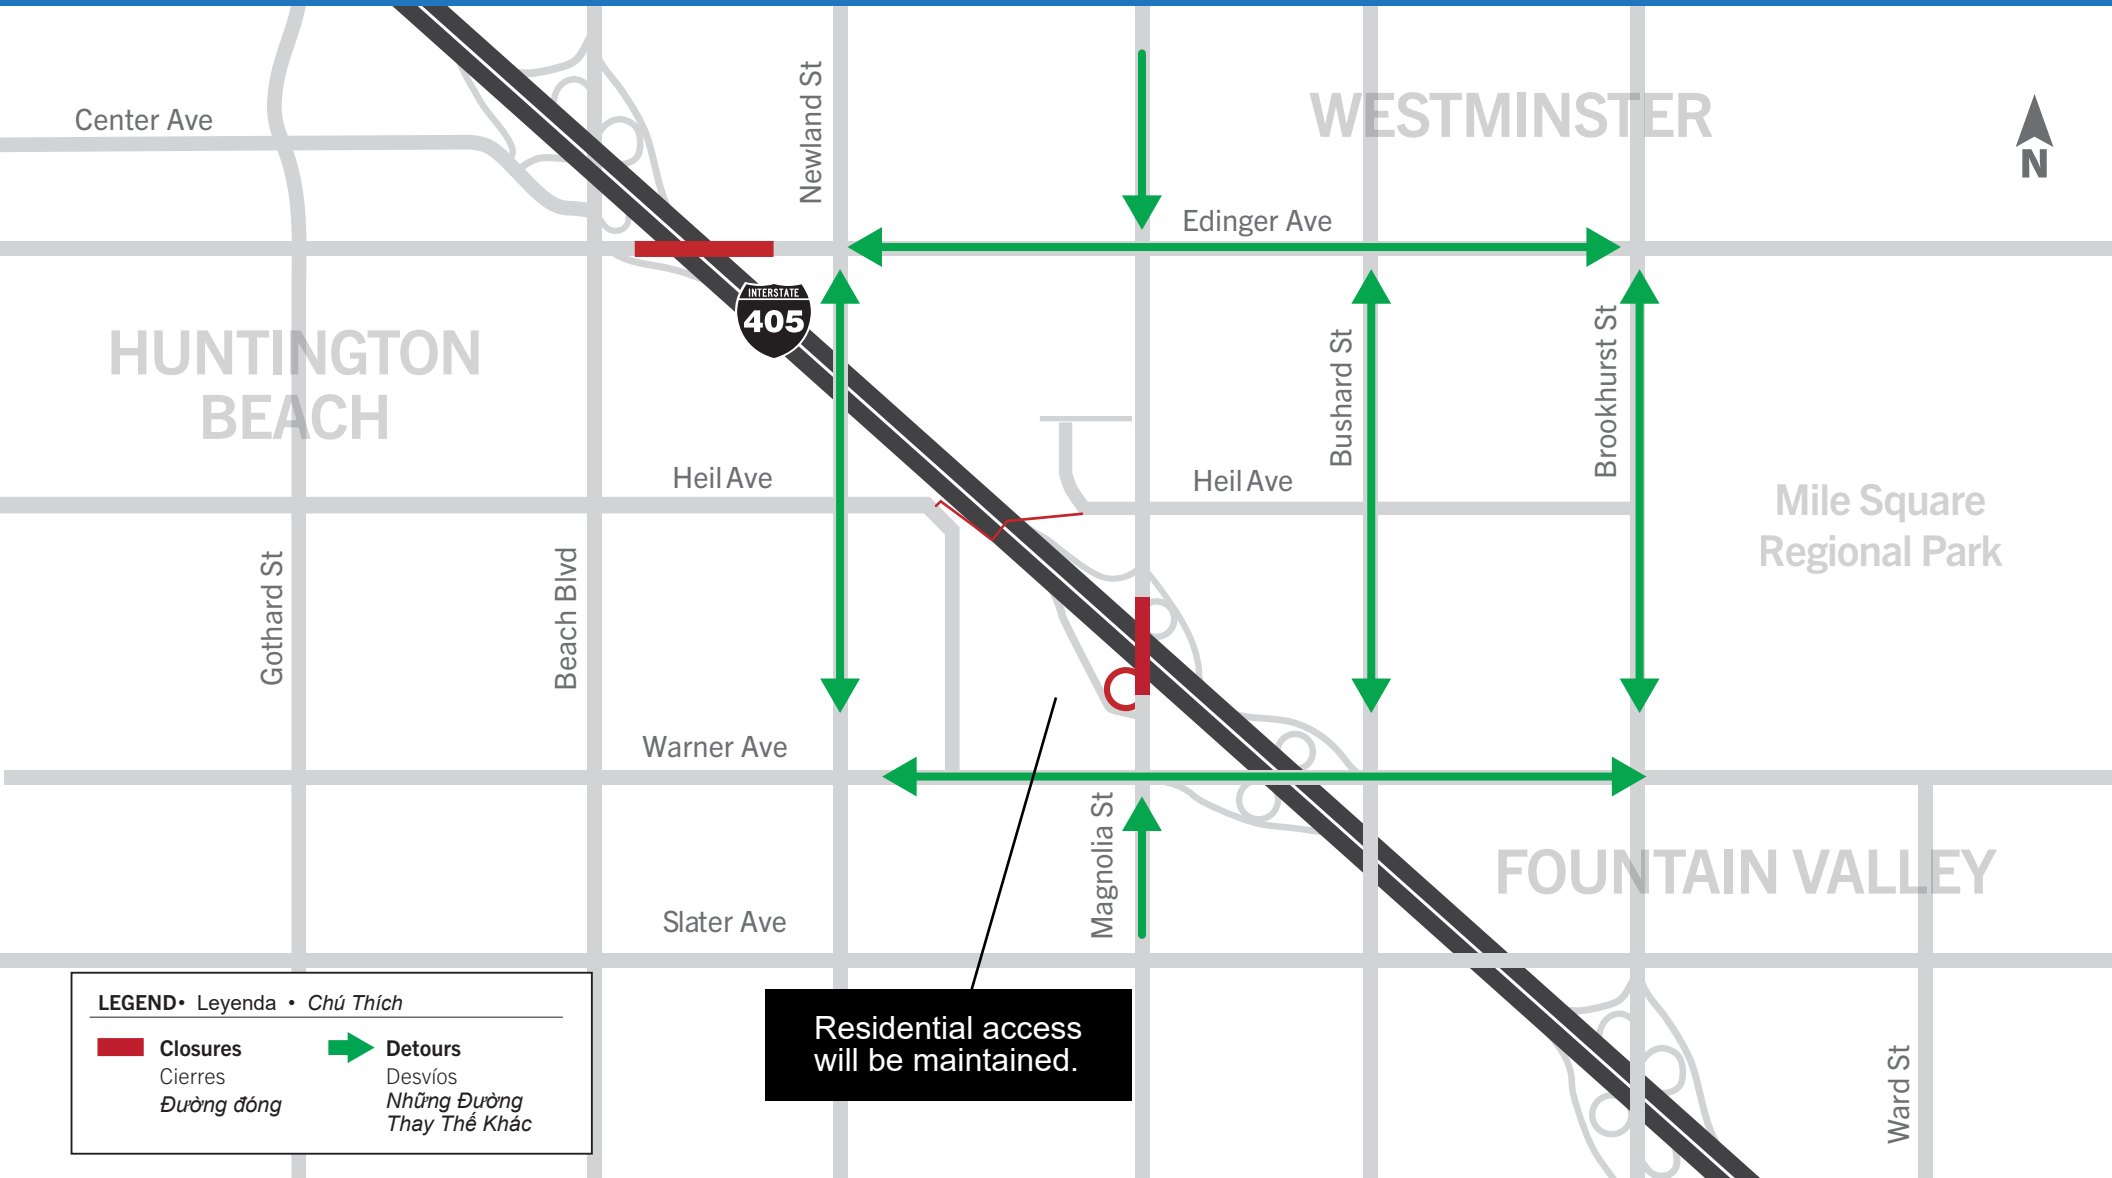 Center Ave
Newland St
WESTMINSTER
N
Edinger Ave
INTERSTATE
405
HUNTINGTON
BEACH
Bushard St
Brookhurst St
Heil Ave
Heil Ave
Mile Square
Regional Park
Gothard St
Beach Blvd
Warner Ave
Magnolia St
FOUNTAIN VALLEY
Slater Ave
LEGEND• Leyenda • Chú Thích
Closures
Cierres
Đường đóng
Detours
Desvíos
Những Đường
Thay Thế Khác
Residential access
will be maintained.
Ward St